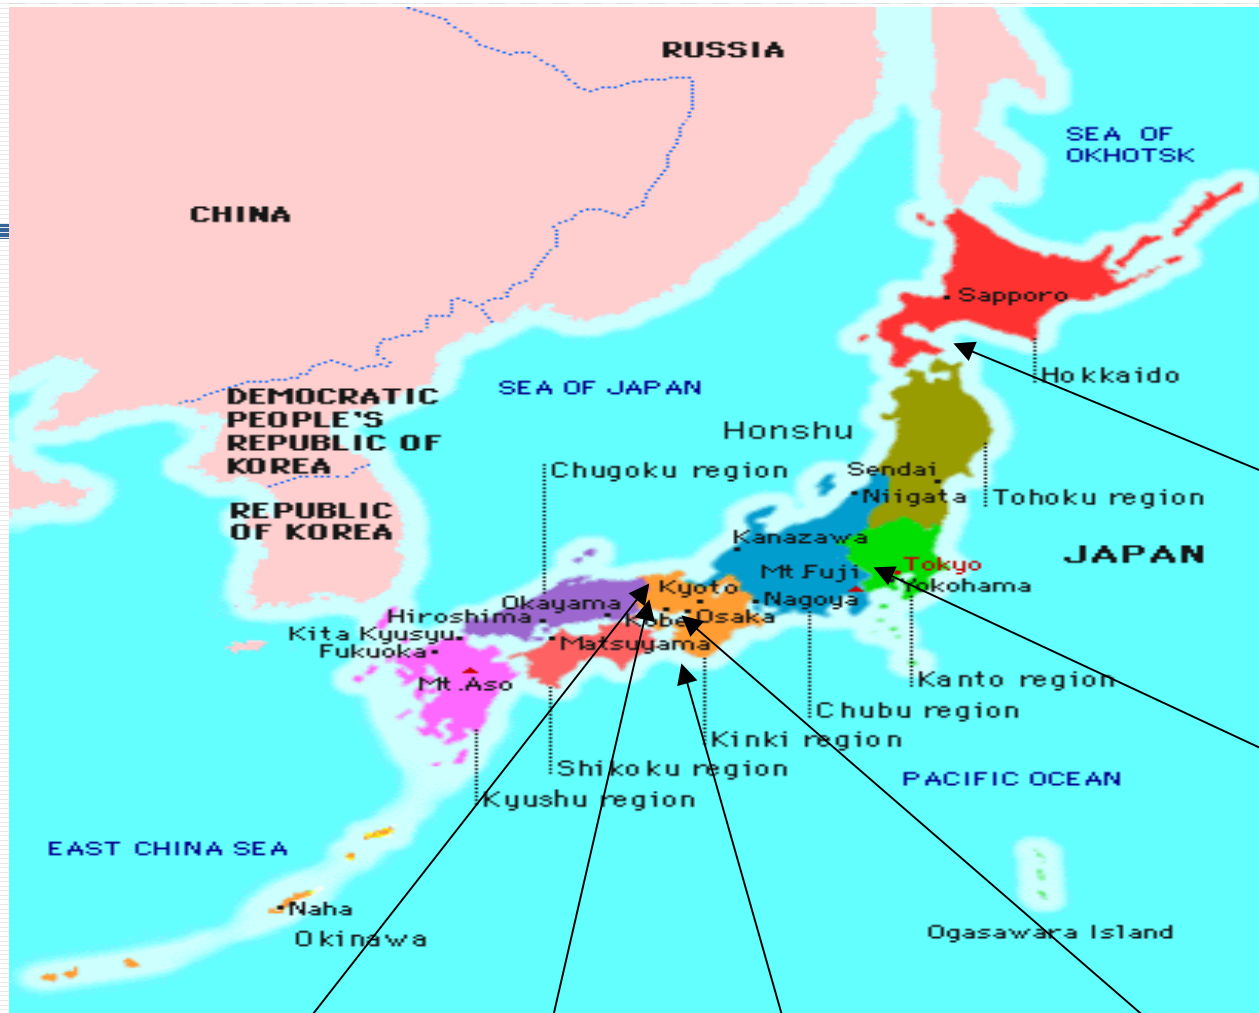 RUSSIA
SEA OF
OKHOTSK
CHINA
Sapporo
Hokkaido
SEA OF JAPAN
DEMOCRATIC
PEOPLE'S
REPUBLIC OF
KOREA
Honshu
Chugoku region
Sendai
Niigata
Tohoku region
REPUBLIC
OF KOREA
Kanazawa
JAPAN
Tokyo
Mt.Fuji
Yokohama
Kyoto
Nagoya
Okayama
Hiroshima
Kobe
Osaka
Kita Kyusyu
Matsuyama
Fukuoka
Mt.Aso
Kanto region
Chubu region
Kinki region
Shikoku region
PACIFIC OCEAN
Kyushu region
EAST CHINA SEA
Naha
Okinawa
Ogasawara Island